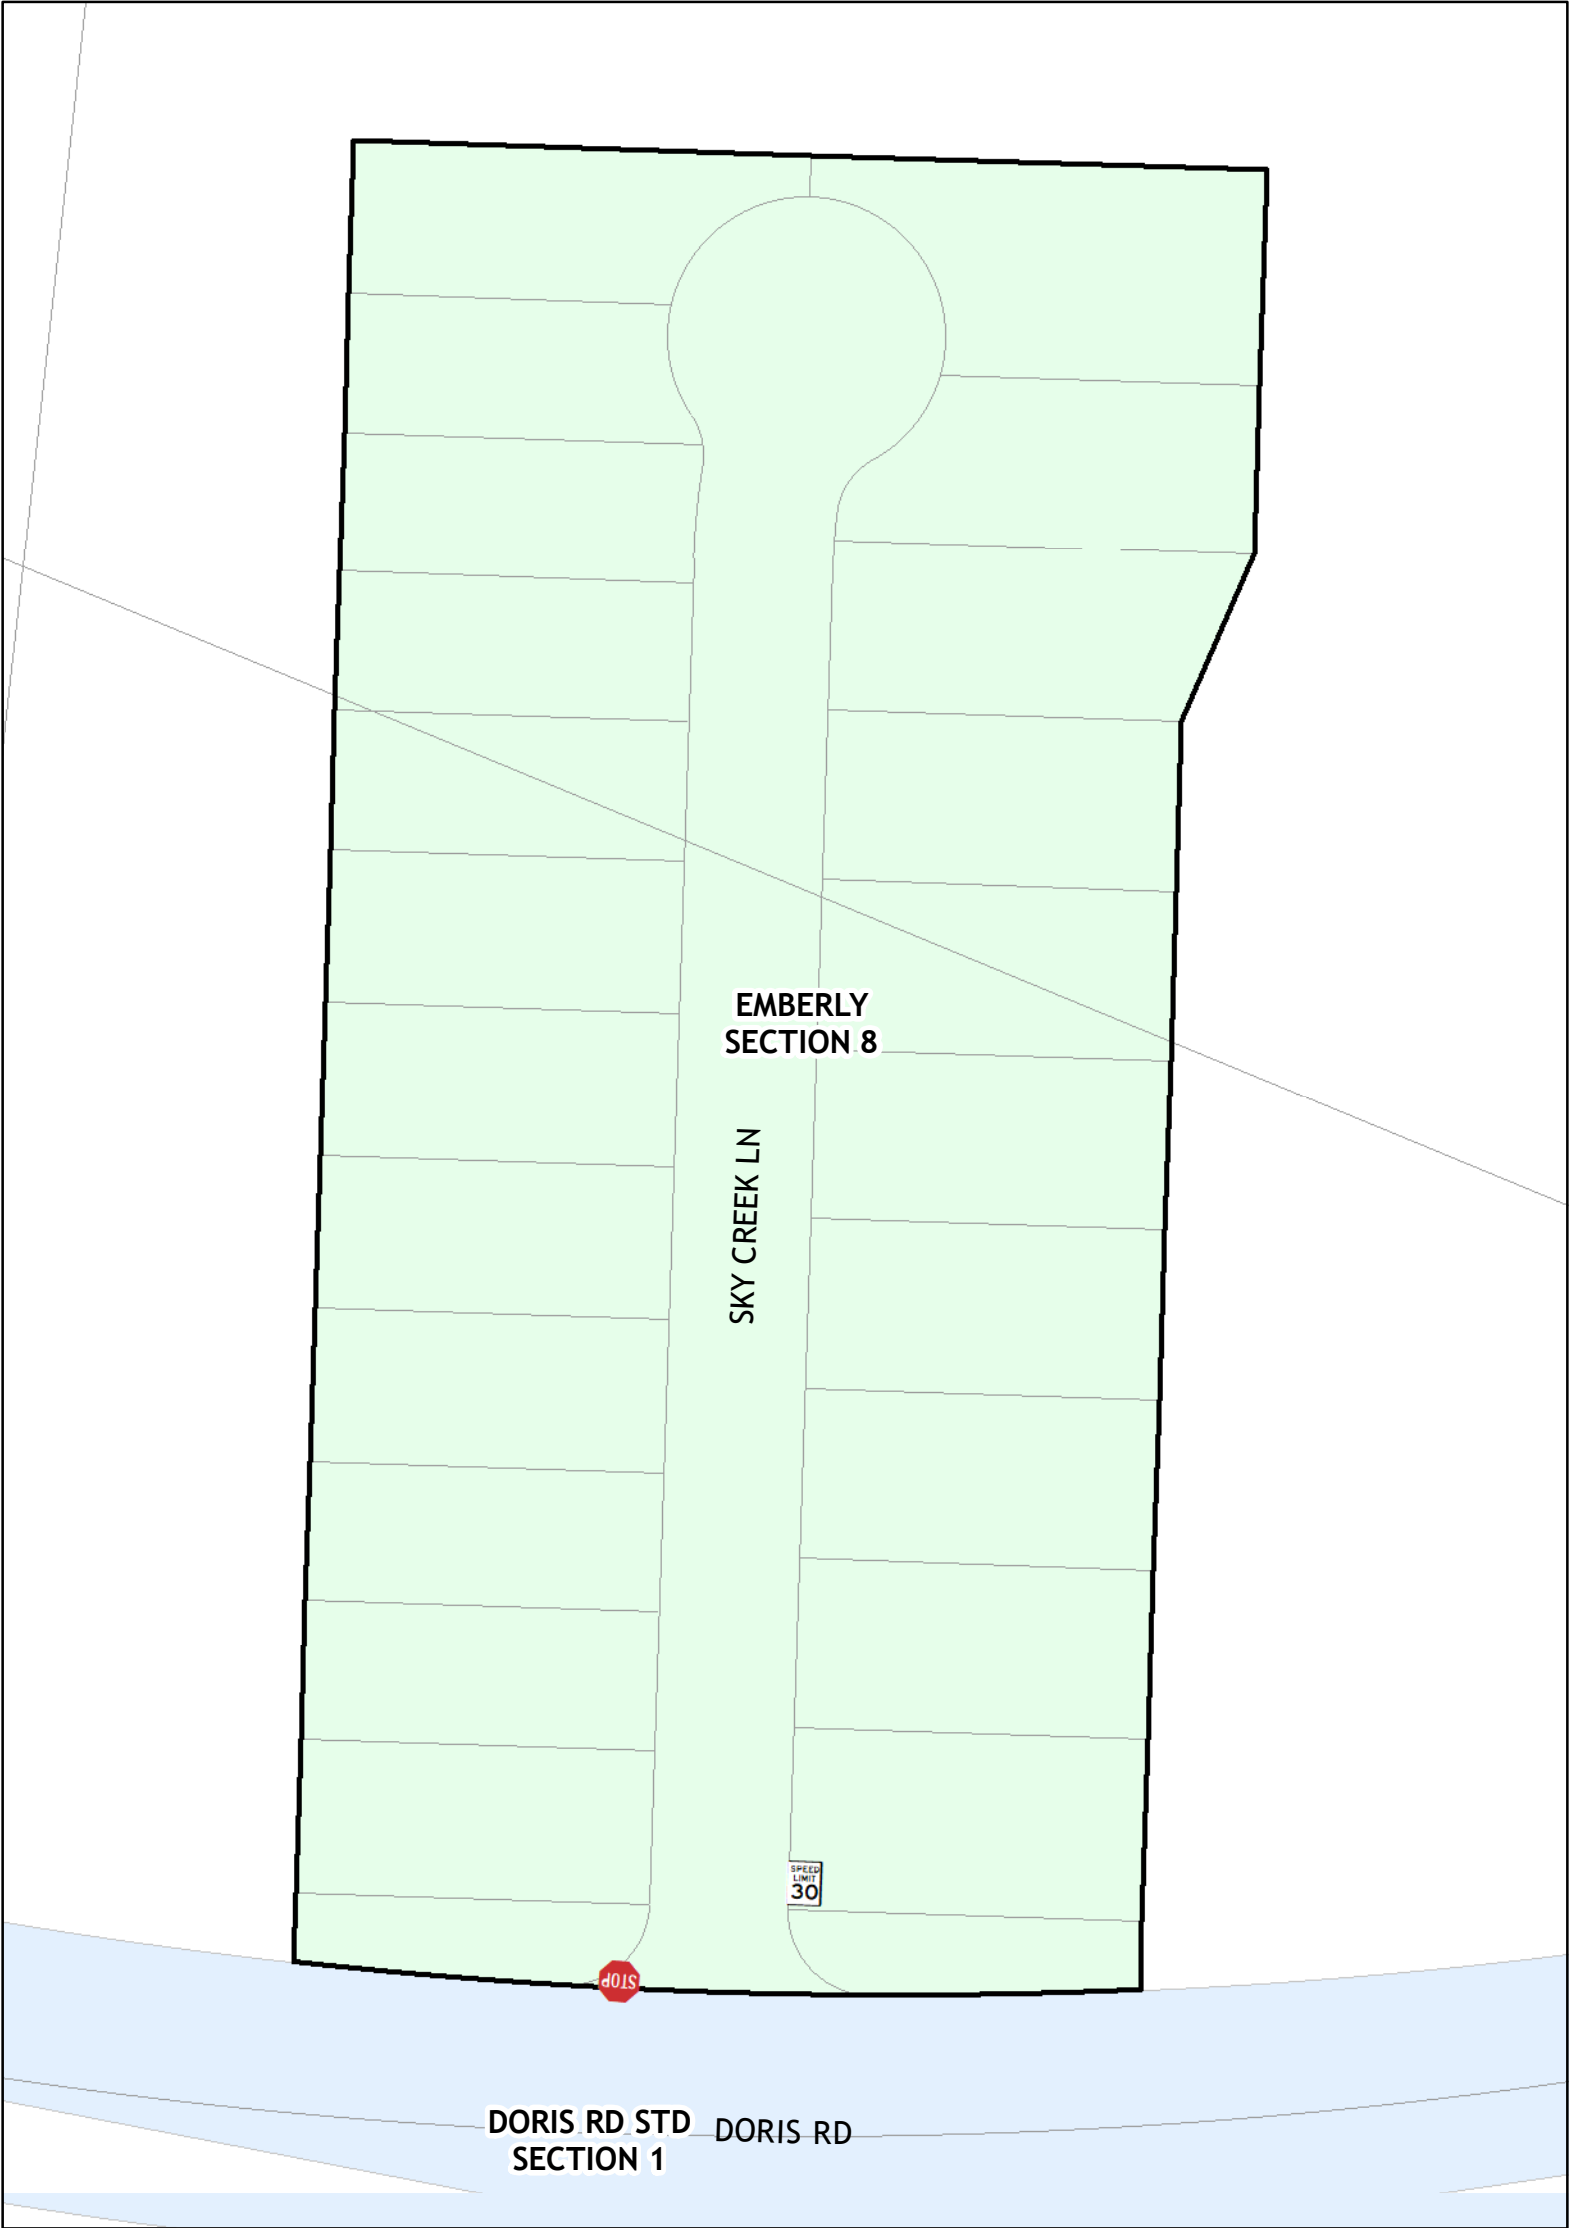 EMBERLY
SECTION 8
SKY CREEK LN
SPEED
LIMIT
30
STOP
DORIS RD STD
SECTION 1
DORIS RD